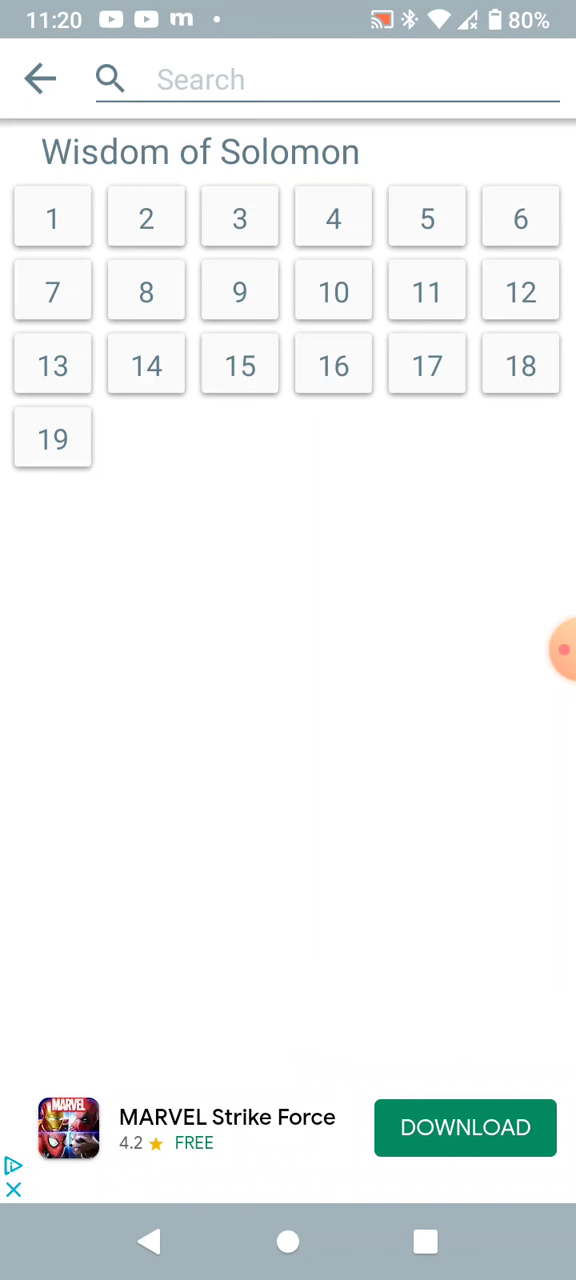 11:20 m 80%
Search
Wisdom of Solomon
1 2 3 4 5 6
7 8 9 10 11 12
13 14 15 16 17 18
19
MARVEL
MARVEL Strike Force
4.2 FREE
DOWNLOAD